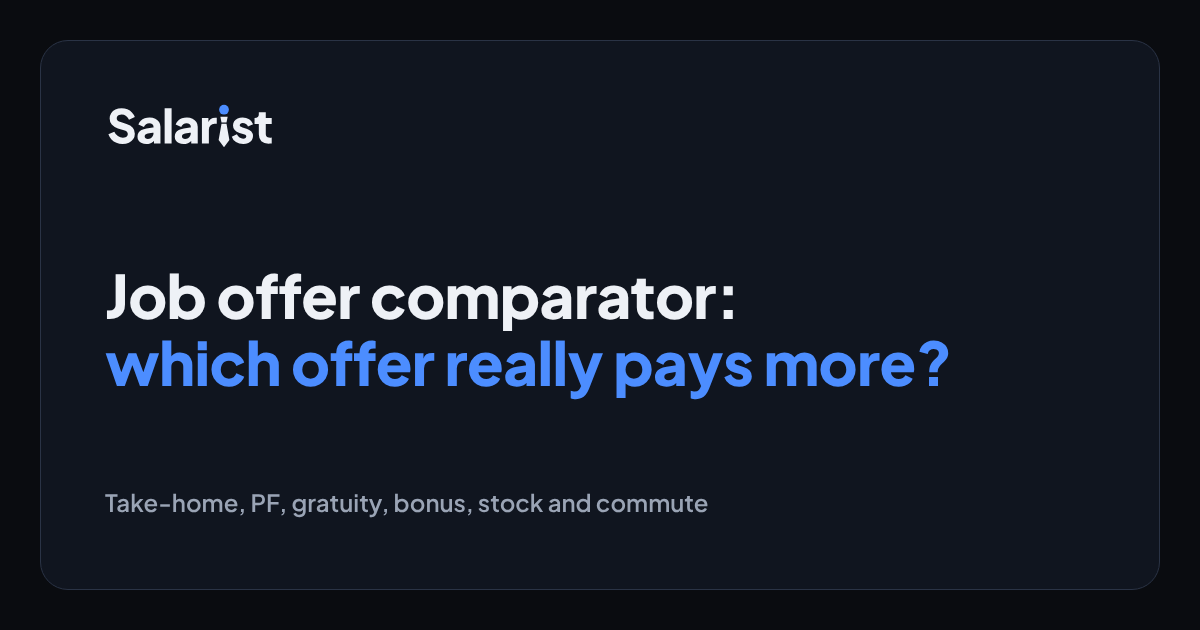 Salarist
Job offer comparator:
which offer really pays more?
Take-home, PF, gratuity, bonus, stock and commute